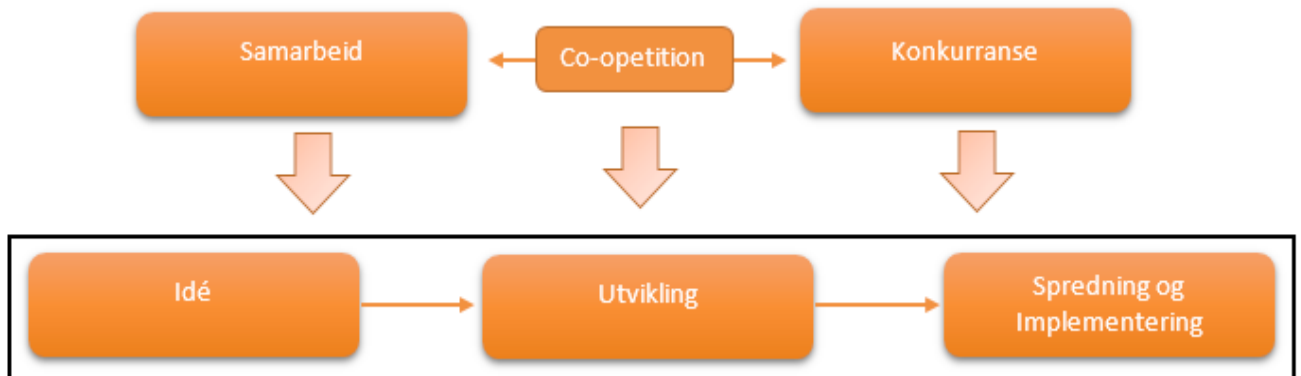 Samarbeid
Co-opetition
Konkurranse
Idé
Utvikling
Spredning og
Implementering